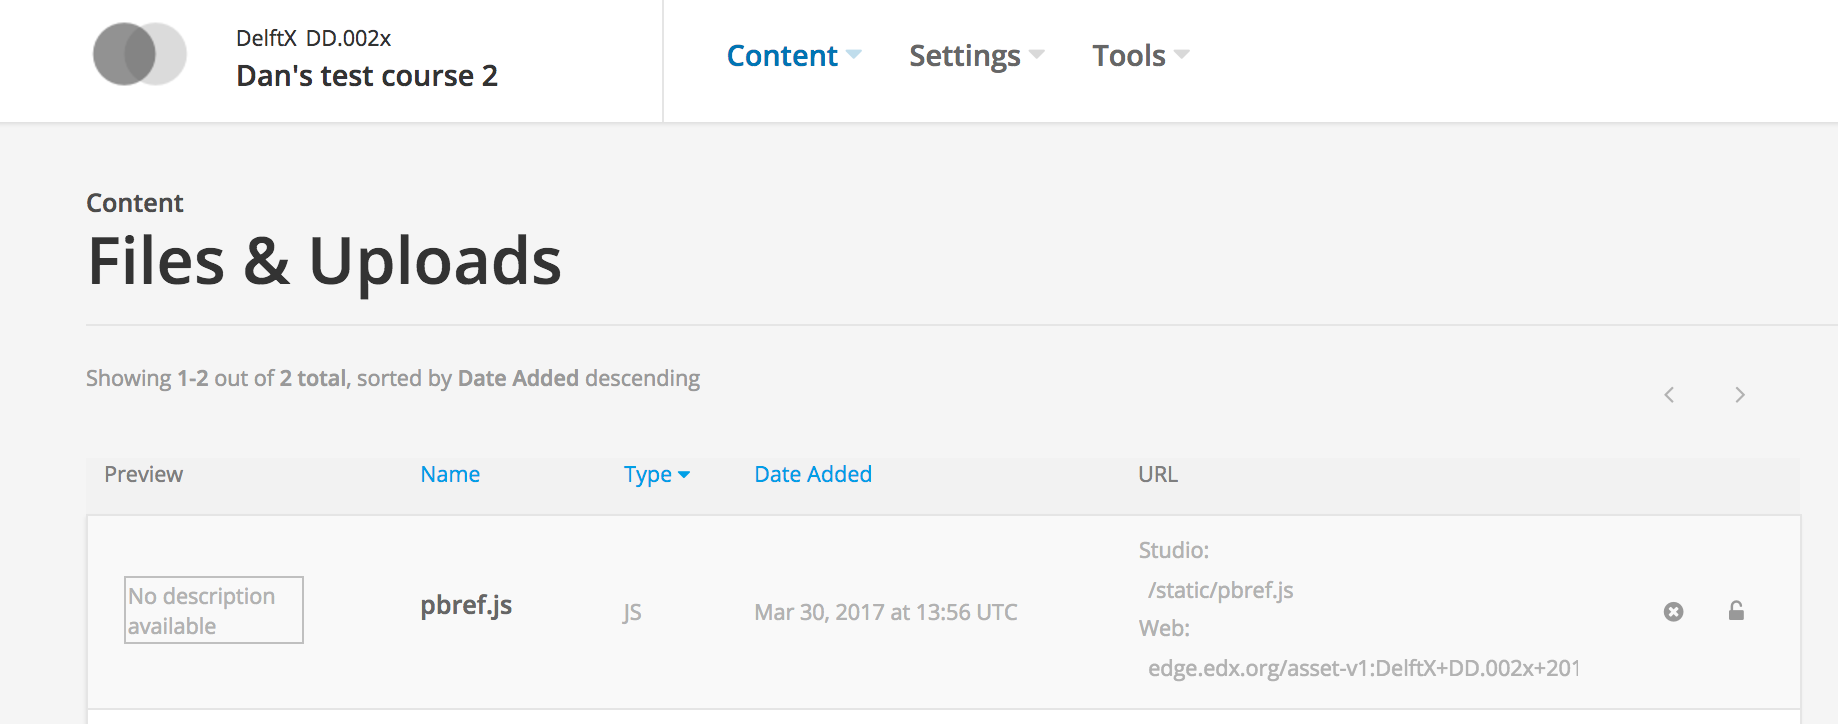 DelftX DD.002x
Dan's test course 2
Content Settings Tools
Content
Files & Uploads
Showing 1-2 out of 2 total, sorted by Date Added descending
Preview Name Type Date Added URL
No description
available
pbref.js JS Mar 30, 2017 at 13:56 UTC
Studio:
/static/pbref.js
Web:
edge.edx.org/asset-v1:DelftX+DD.002x+201